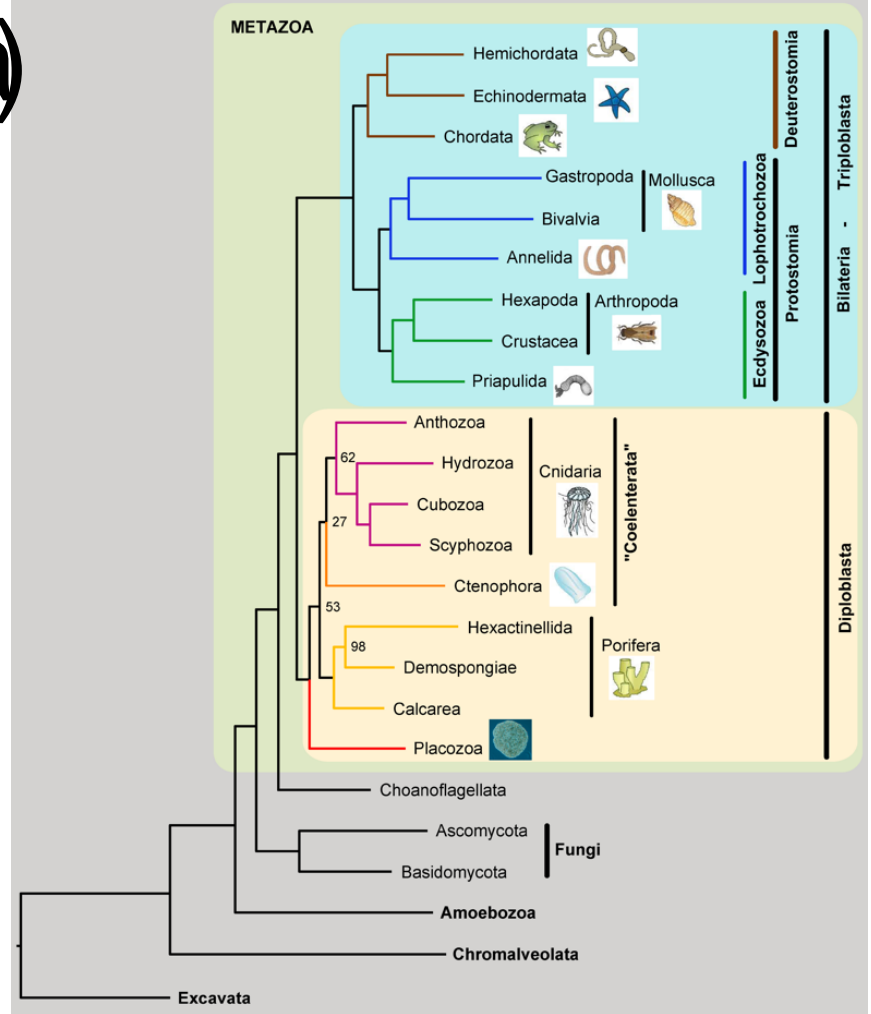 METAZOA
Hemichordata
Echinodermata
Chordata
Deuterostomia
Gastropoda
Mollusca
Bivalvia
Annelida
Lophotrochozoa
Hexapoda
Arthropoda
Crustacea
Priapulida
Ecdysozoa
Protostomia
Bilateria - Triploblasta
Anthozoa
62
Hydrozoa
Cnidaria
Cubozoa
Scyphozoa
27
Ctenophora
"Coelenterata"
53
Hexactinellida
98
Porifera
Demospongiae
Calcarea
Placozoa
Diploblasta
Choanoflagellata
Ascomycota
Fungi
Basidomycota
Amoebozoa
Chromalveolata
Excavata